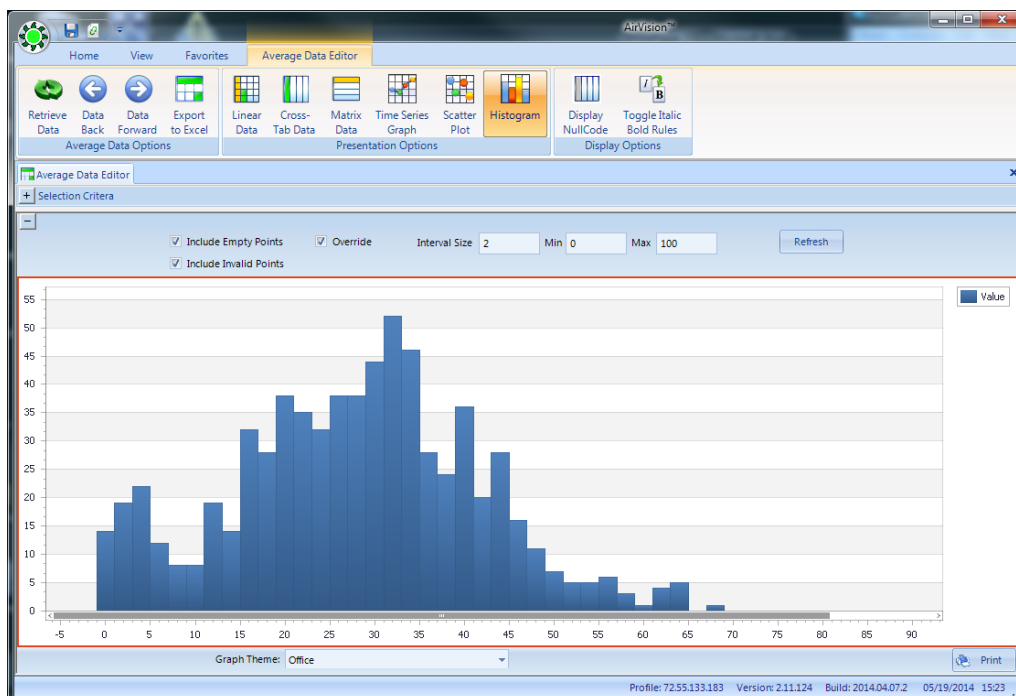 AirVision™
Home View Favorites Average Data Editor
Retrieve Data Data Back Data Forward Export to Excel Linear Data Cross-Tab Data Matrix Data Time Series Graph Scatter Plot Histogram Display NullCode Toggle Italic Bold Rules
Average Data Options Presentation Options Display Options
Average Data Editor
+ Selection Critera
Include Empty Points Override Interval Size 2 Min 0 Max 100 Refresh
Include Invalid Points
Value
55
50
45
40
35
30
25
20
15
10
5
0
-5 0 5 10 15 20 25 30 35 40 45 50 55 60 65 70 75 80 85 90
Graph Theme: Office Print
Profile: 72.55.133.183 Version: 2.11.124 Build: 2014.04.07.2 05/19/2014 15:23